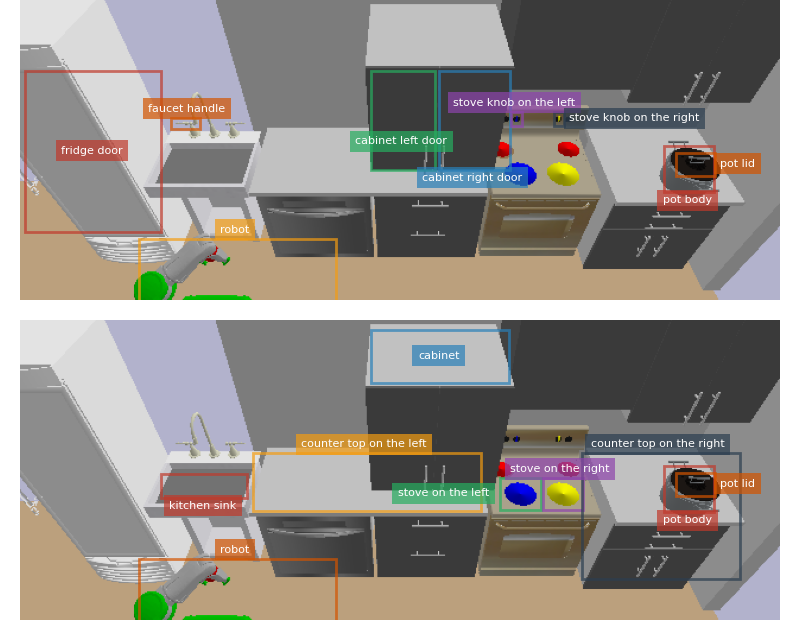 faucet handle
stove knob on the left
stove knob on the right
fridge door
cabinet left door
cabinet right door
pot lid
pot body
robot
cabinet
counter top on the left
counter top on the right
stove on the right
stove on the left
pot lid
kitchen sink
pot body
robot